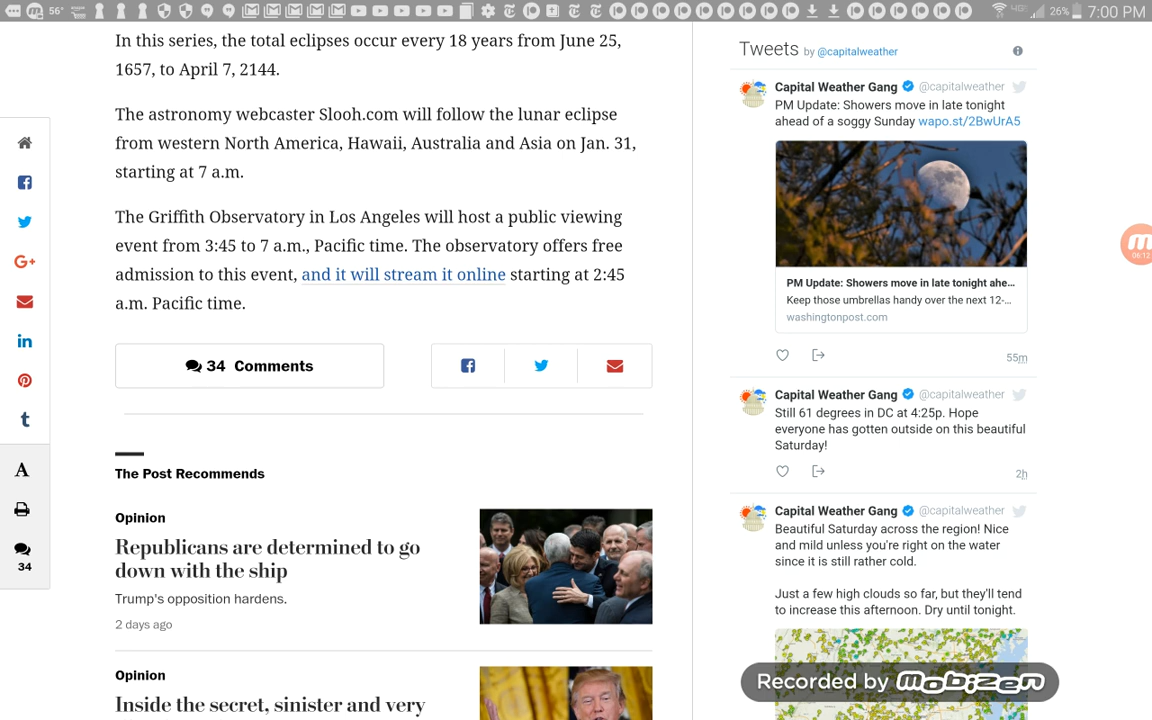 56°
26%
7:00 PM
In this series, the total eclipses occur every 18 years from June 25,
1657, to April 7, 2144.
The astronomy webcaster Slooh.com will follow the lunar eclipse
from western North America, Hawaii, Australia and Asia on Jan. 31,
starting at 7 a.m.
The Griffith Observatory in Los Angeles will host a public viewing
event from 3:45 to 7 a.m., Pacific time. The observatory offers free
admission to this event, and it will stream it online starting at 2:45
a.m. Pacific time.
34 Comments
The Post Recommends
Opinion
Republicans are determined to go
down with the ship
Trump's opposition hardens.
2 days ago
Opinion
Inside the secret, sinister and very
G+
in
t
A
34
Tweets by @capitalweather
Capital Weather Gang @capitalweather
PM Update: Showers move in late tonight
ahead of a soggy Sunday wapo.st/2BwUrA5
PM Update: Showers move in late tonight ahe...
Keep those umbrellas handy over the next 12-...
washingtonpost.com
55m
Capital Weather Gang @capitalweather
Still 61 degrees in DC at 4:25p. Hope
everyone has gotten outside on this beautiful
Saturday!
2h
Capital Weather Gang @capitalweather
Beautiful Saturday across the region! Nice
and mild unless you're right on the water
since it is still rather cold.
Just a few high clouds so far, but they'll tend
to increase this afternoon. Dry until tonight.
06:12
Recorded by mobizen